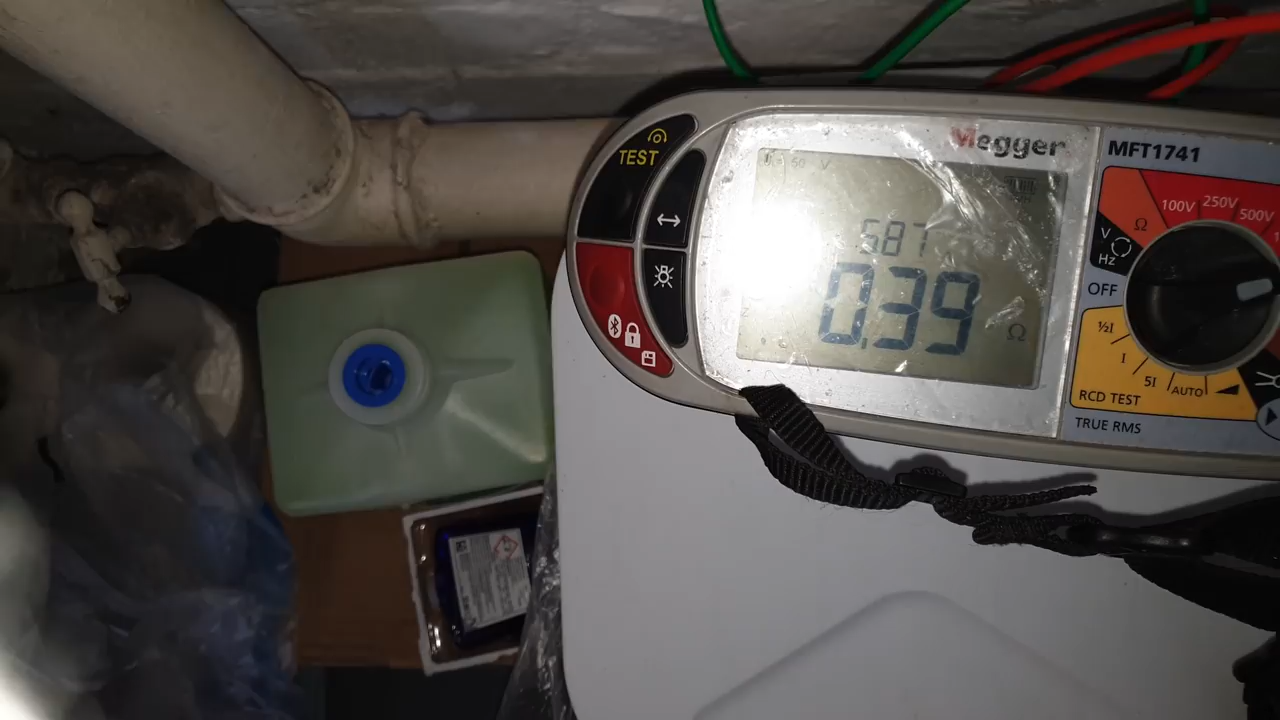 Megger
MFT1741
TEST
50 V
587
0.39 Ω
Ω
100V
250V
500V
V
Hz
OFF
½I
I
5I
AUTO
RCD TEST
TRUE RMS